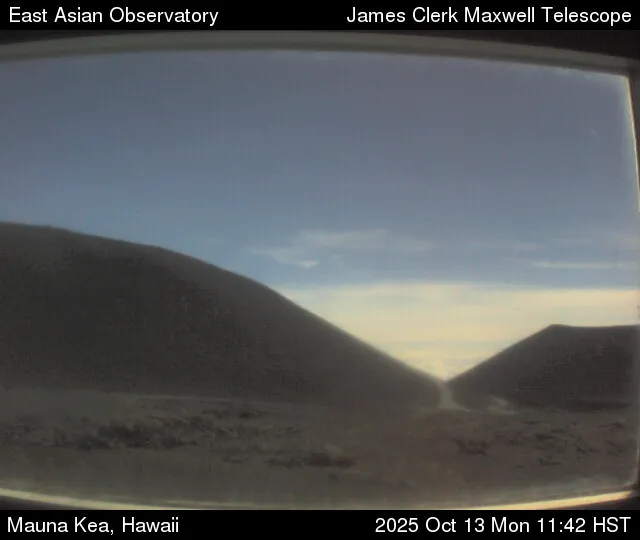 East Asian Observatory
James Clerk Maxwell Telescope
Mauna Kea, Hawaii
2025 Oct 13 Mon 11:42 HST